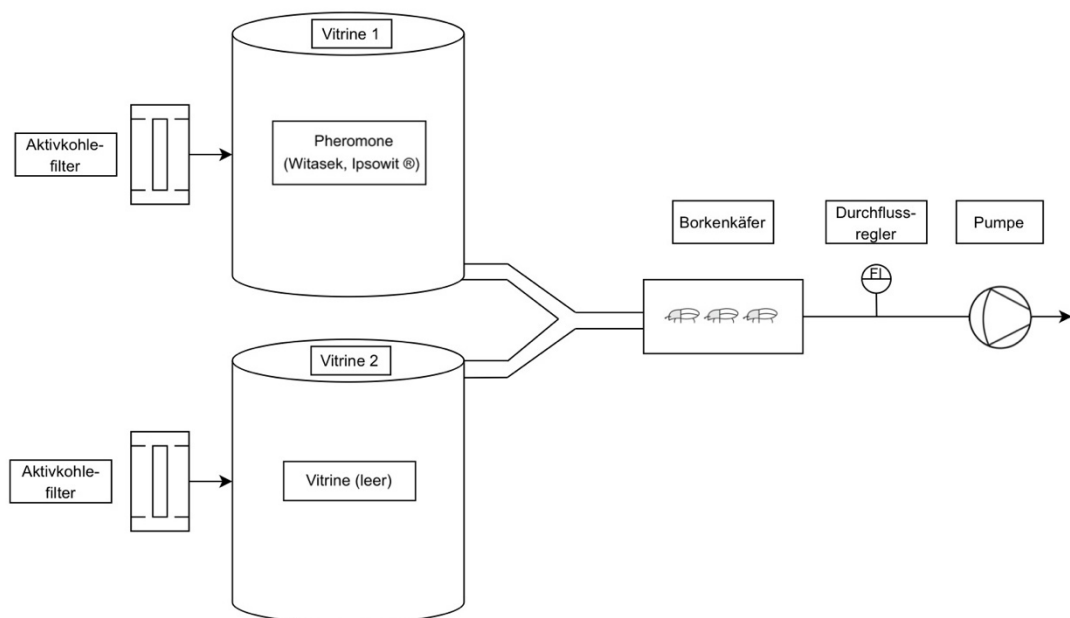 Vitrine 1
Aktivkohle-
filter
Pheromone
(Witasek, Ipsowit ®)
Borkenkäfer
Durchfluss-
regler
Pumpe
FI
Vitrine 2
Aktivkohle-
filter
Vitrine (leer)